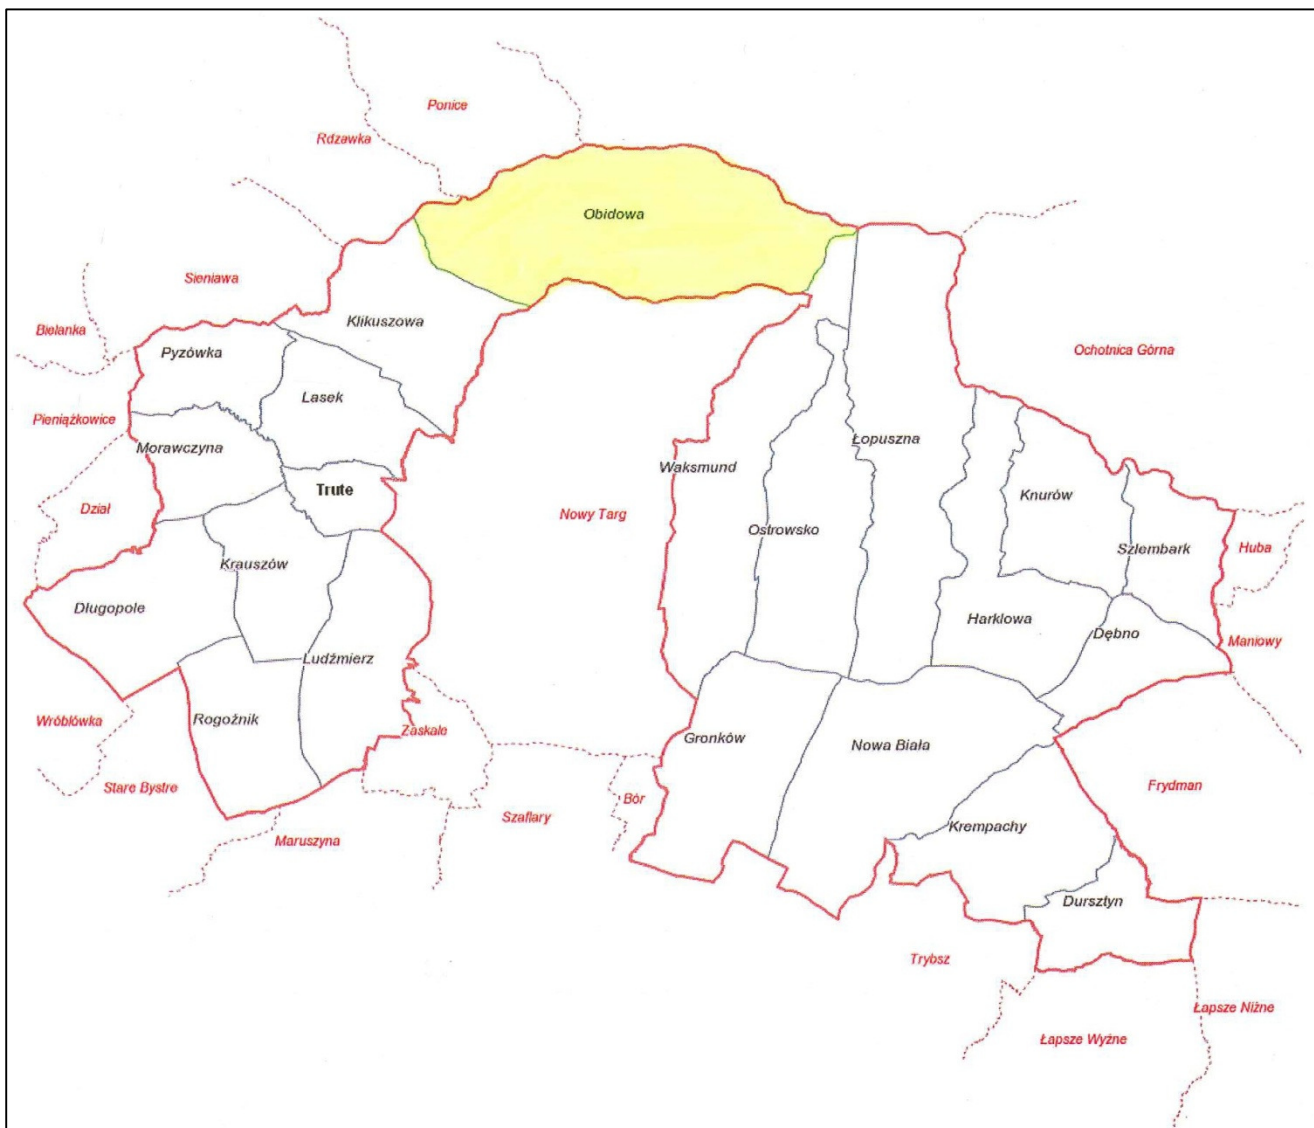 Ponice
Rdzawka
Obidowa
Sieniawa
Klikuszowa
Bielanka
Pyzówka
Ochotnica Górna
Lasek
Pieniążkowice
Morawczyna
Łopuszna
Waksmund
Trute
Knurów
Dział
Nowy Targ
Ostrowsko
Szlembark
Huba
Krauszów
Długopole
Harklowa
Dębno
Maniowy
Ludźmierz
Wróblówka
Rogoźnik
Zaskale
Gronków
Nowa Biała
Stare Bystre
Bór
Frydman
Szaflary
Maruszyna
Krempachy
Dursztyn
Trybsz
Łapsze Niżne
Łapsze Wyżne